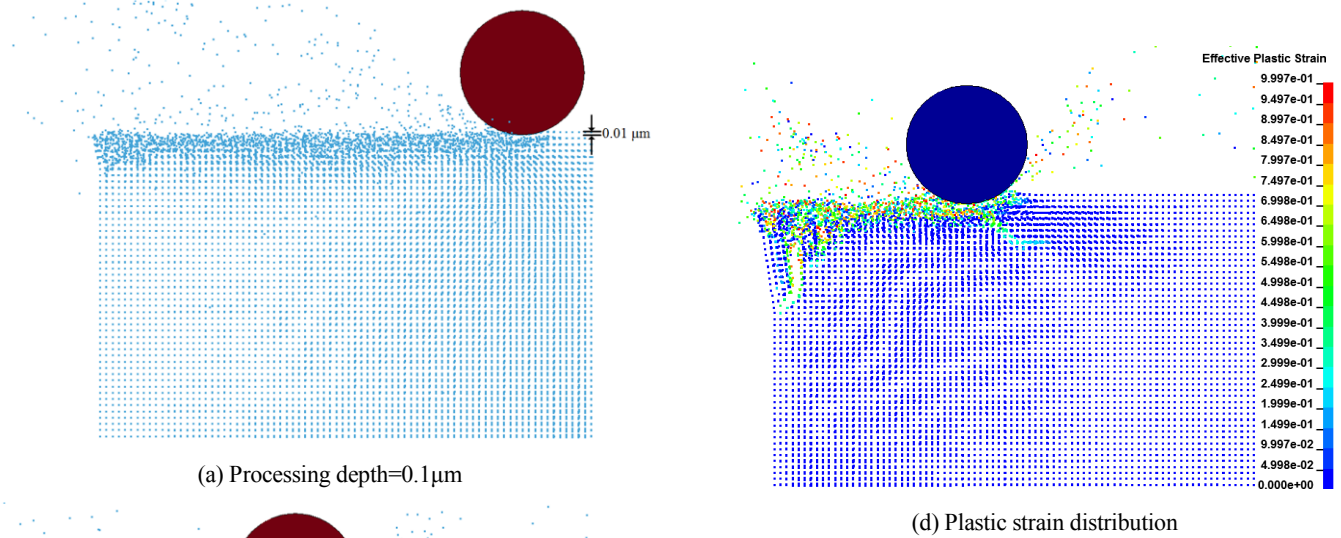 0.01 μm
(a) Processing depth=0.1μm
Effective Plastic Strain
9.997e-01
9.497e-01
8.997e-01
8.497e-01
7.997e-01
7.497e-01
6.998e-01
6.498e-01
5.998e-01
5.498e-01
4.998e-01
4.498e-01
3.999e-01
3.499e-01
2.999e-01
2.499e-01
1.999e-01
1.499e-01
9.997e-02
4.998e-02
0.000e+00
(d) Plastic strain distribution